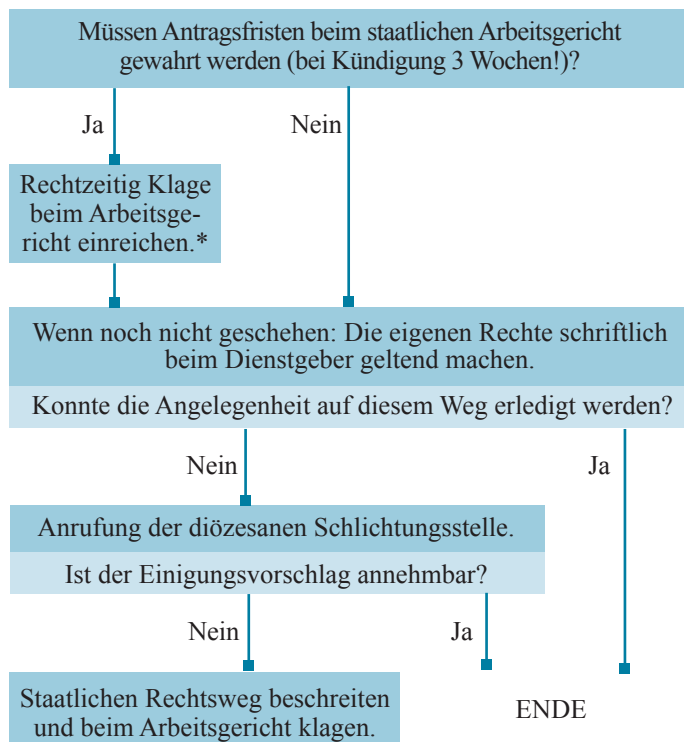 Müssen Antragsfristen beim staatlichen Arbeitsgericht
gewahrt werden (bei Kündigung 3 Wochen!)?
Ja
Nein
Rechtzeitig Klage
beim Arbeitsge-
richt einreichen.*
Wenn noch nicht geschehen: Die eigenen Rechte schriftlich
beim Dienstgeber geltend machen.
Konnte die Angelegenheit auf diesem Weg erledigt werden?
Nein
Ja
Anrufung der diözesanen Schlichtungsstelle.
Ist der Einigungsvorschlag annehmbar?
Nein
Ja
Staatlichen Rechtsweg beschreiten
und beim Arbeitsgericht klagen.
ENDE